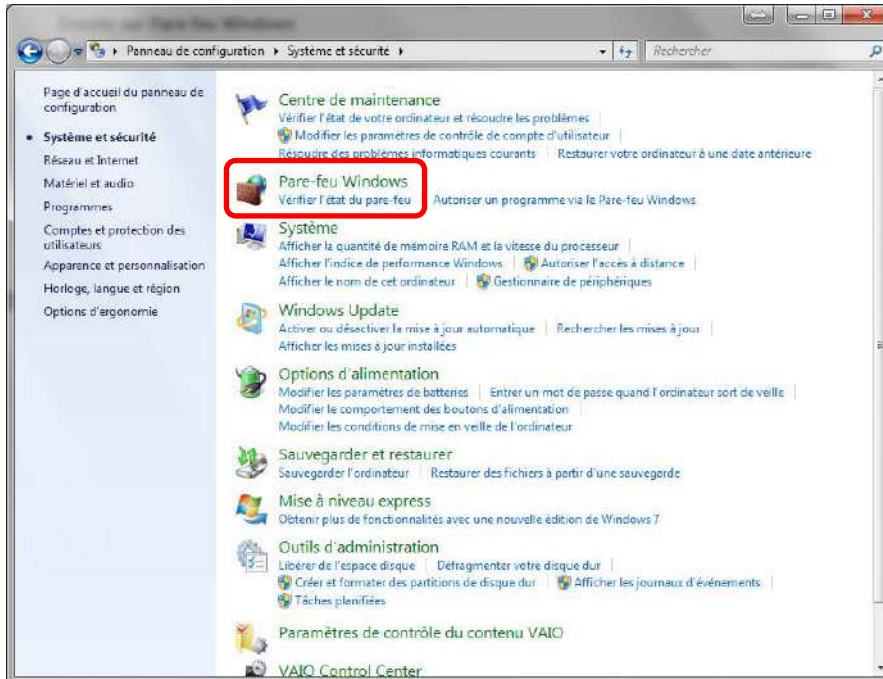 Panneau de configuration ▸ Système et sécurité ▸
Rechercher
Page d'accueil du panneau de
configuration
Système et sécurité
Réseau et Internet
Matériel et audio
Programmes
Comptes et protection des
utilisateurs
Apparence et personnalisation
Horloge, langue et région
Options d'ergonomie
Centre de maintenance
Vérifier l'état de votre ordinateur et résoudre les problèmes
Modifier les paramètres de contrôle de compte d'utilisateur
Résoudre des problèmes informatiques courants Restaurer votre ordinateur à une date antérieure
Pare-feu Windows
Vérifier l'état du pare-feu Autoriser un programme via le Pare-feu Windows
Système
Afficher la quantité de mémoire RAM et la vitesse du processeur
Afficher l'indice de performance Windows Autoriser l'accès à distance
Afficher le nom de cet ordinateur Gestionnaire de périphériques
Windows Update
Activer ou désactiver la mise à jour automatique Rechercher les mises à jour
Afficher les mises à jour installées
Options d'alimentation
Modifier les paramètres de batteries Entrer un mot de passe quand l'ordinateur sort de veille
Modifier le comportement des boutons d'alimentation
Modifier les conditions de mise en veille de l'ordinateur
Sauvegarder et restaurer
Sauvegarder l'ordinateur Restaurer des fichiers à partir d'une sauvegarde
Mise à niveau express
Obtenir plus de fonctionnalités avec une nouvelle édition de Windows 7
Outils d'administration
Libérer de l'espace disque Défragmenter votre disque dur
Créer et formater des partitions de disque dur Afficher les journaux d'événements
Tâches planifiées
Paramètres de contrôle du contenu VAIO
VAIO Control Center